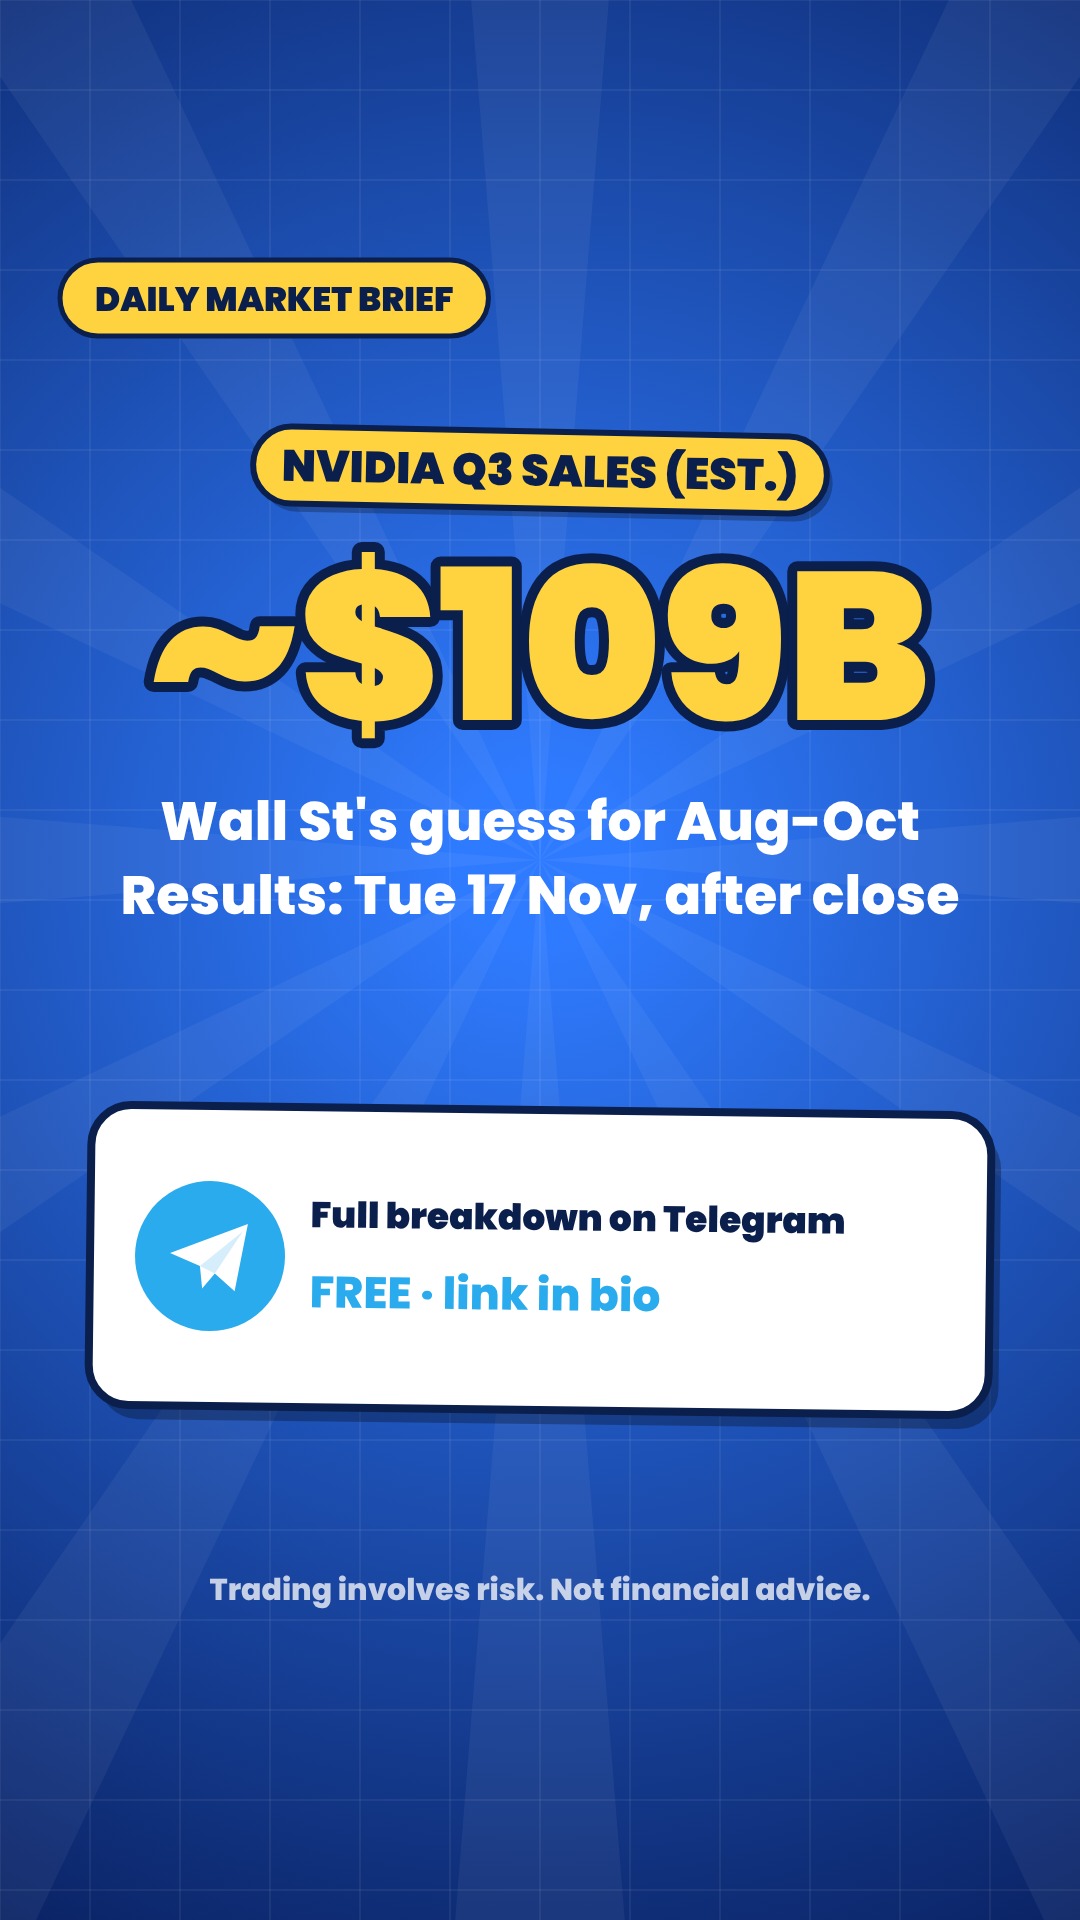 DAILY MARKET BRIEF
NVIDIA Q3 SALES (EST.)
~$109B
Wall St's guess for Aug-Oct
Results: Tue 17 Nov, after close
Full breakdown on Telegram
FREE · link in bio
Trading involves risk. Not financial advice.